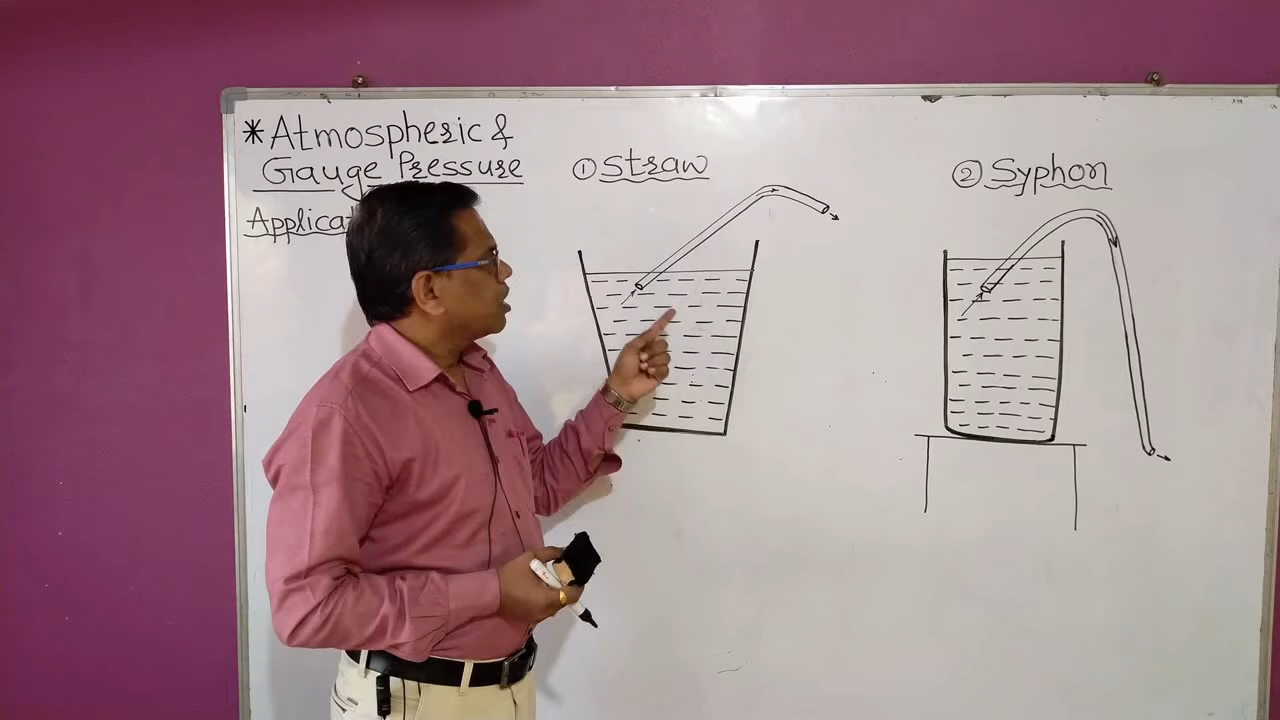 * Atmospheric &
Gauge Pressure
① Straw
② Syphon